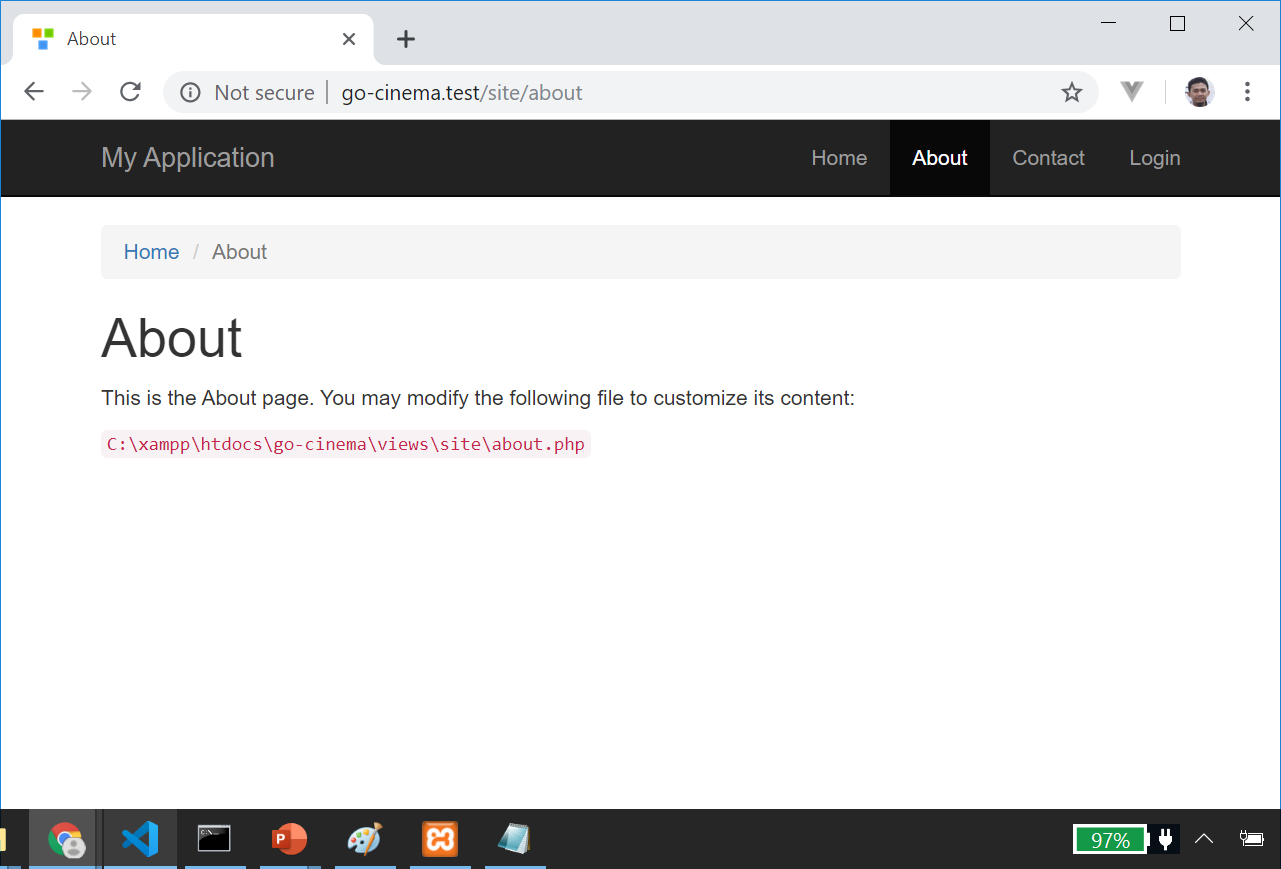 About
Not secure | go-cinema.test/site/about
My Application Home About Contact Login
Home / About
About
This is the About page. You may modify the following file to customize its content:
C:\xampp\htdocs\go-cinema\views\site\about.php
97%